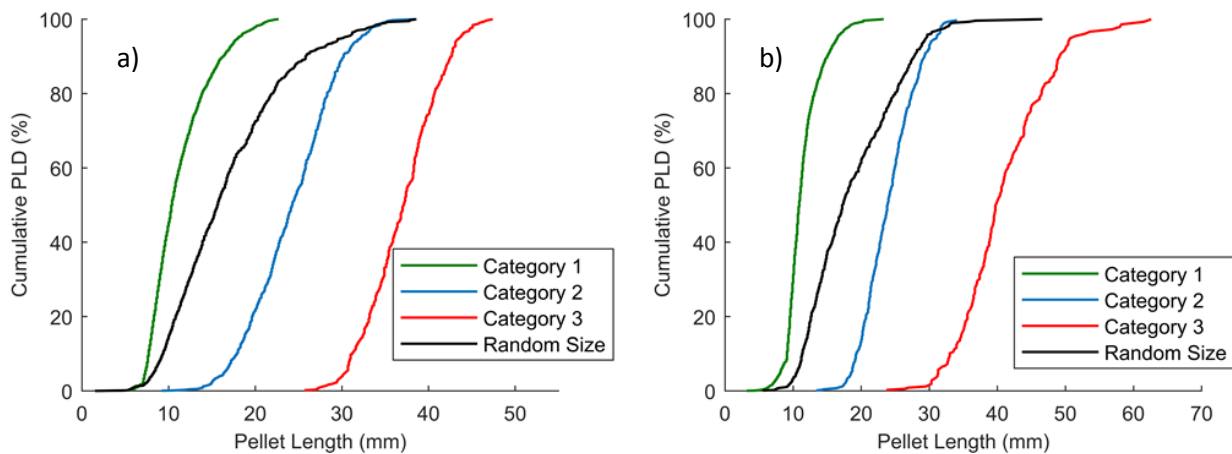 a)
Cumulative PLD (%)
100
80
60
40
20
0
Category 1
Category 2
Category 3
Random Size
0 10 20 30 40 50
Pellet Length (mm)
b)
Cumulative PLD (%)
100
80
60
40
20
0
Category 1
Category 2
Category 3
Random Size
0 10 20 30 40 50 60 70
Pellet Length (mm)